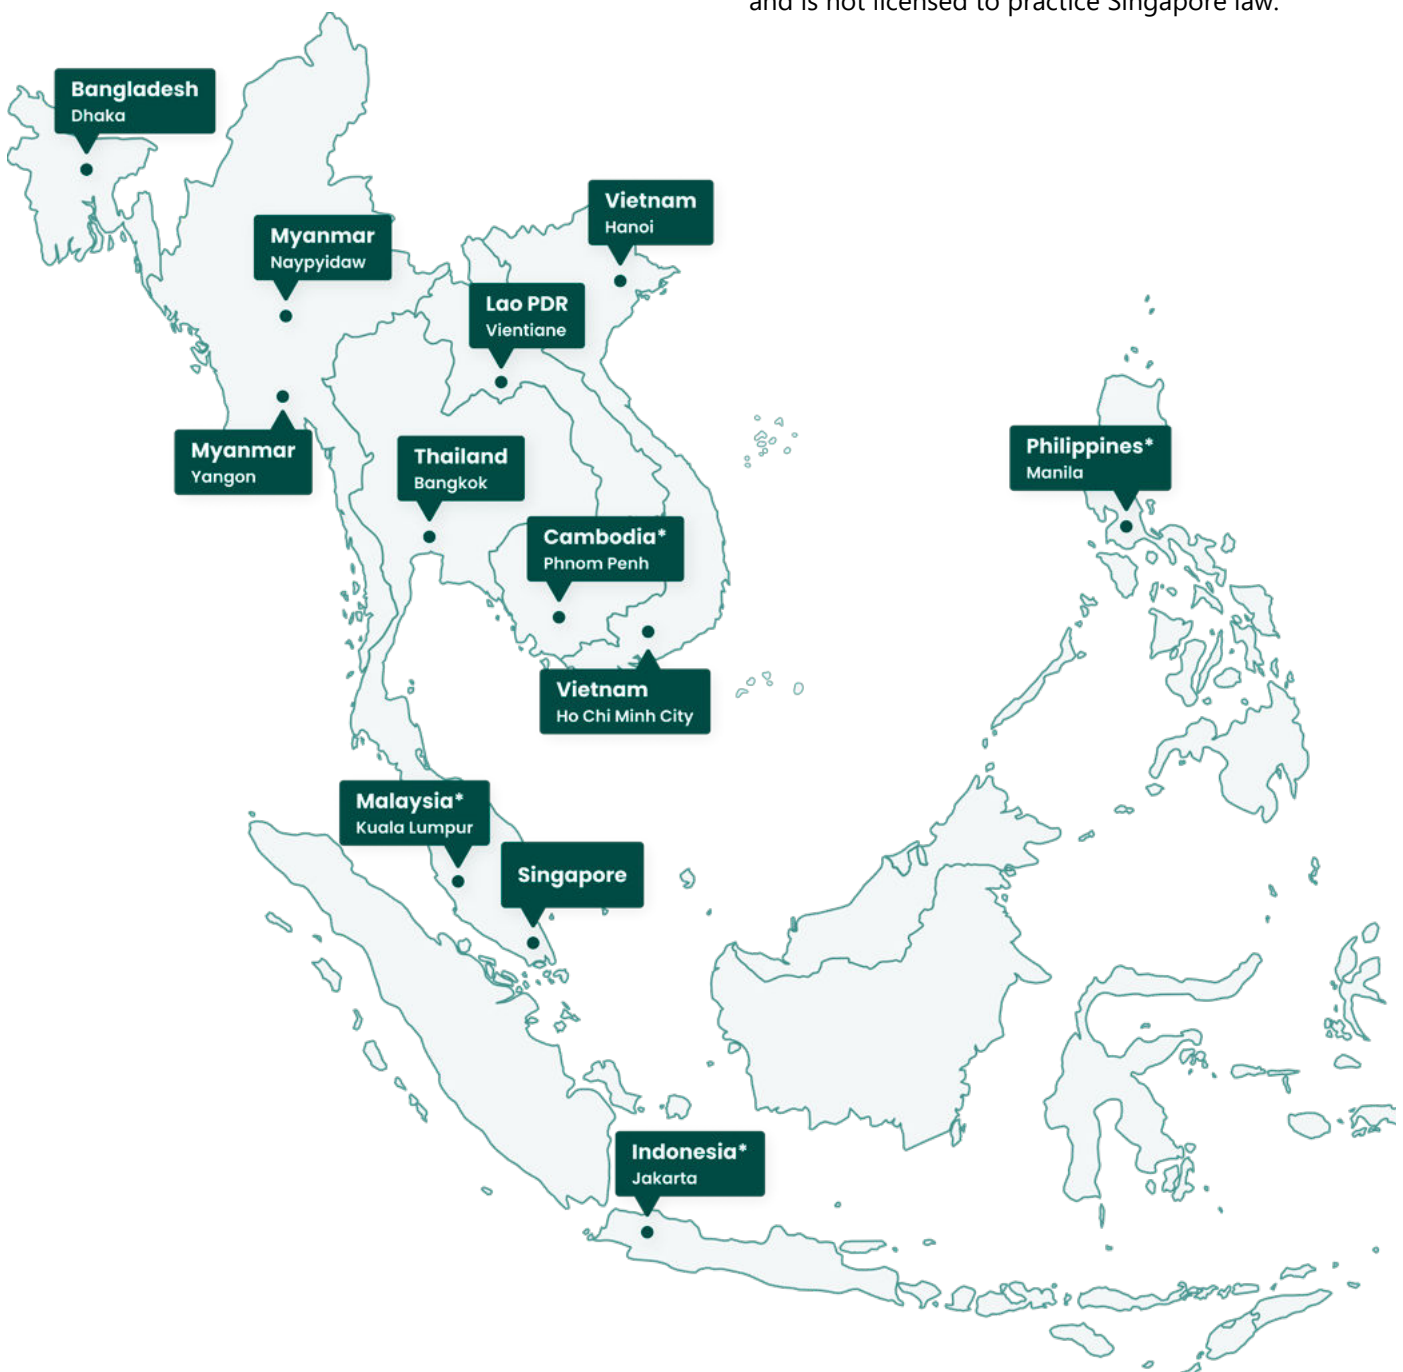 and is not licensed to practice Singapore law.
Bangladesh
Dhaka
Vietnam
Hanoi
Myanmar
Naypyidaw
Lao PDR
Vientiane
Myanmar
Yangon
Thailand
Bangkok
Philippines*
Manila
Cambodia*
Phnom Penh
Vietnam
Ho Chi Minh City
Malaysia*
Kuala Lumpur
Singapore
Indonesia*
Jakarta